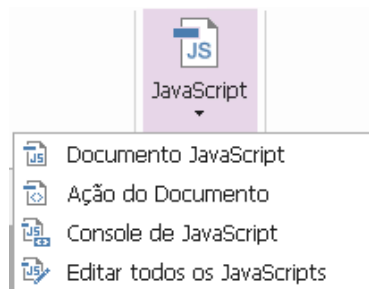 JS
JavaScript
Documento JavaScript
Ação do Documento
Console de JavaScript
Editar todos os JavaScripts